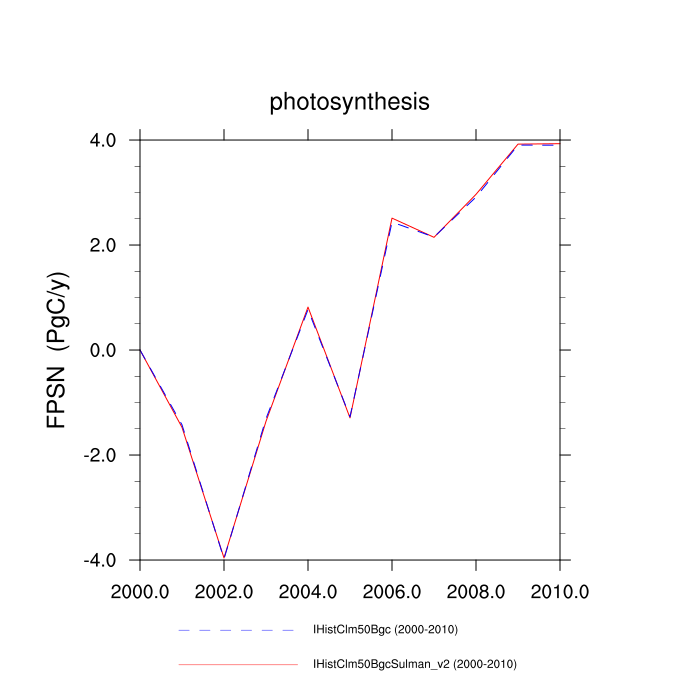 photosynthesis
FPSN (PgC/y)
4.0
2.0
0.0
-2.0
-4.0
2000.0 2002.0 2004.0 2006.0 2008.0 2010.0
IHistClm50Bgc (2000-2010)
IHistClm50BgcSulman_v2 (2000-2010)